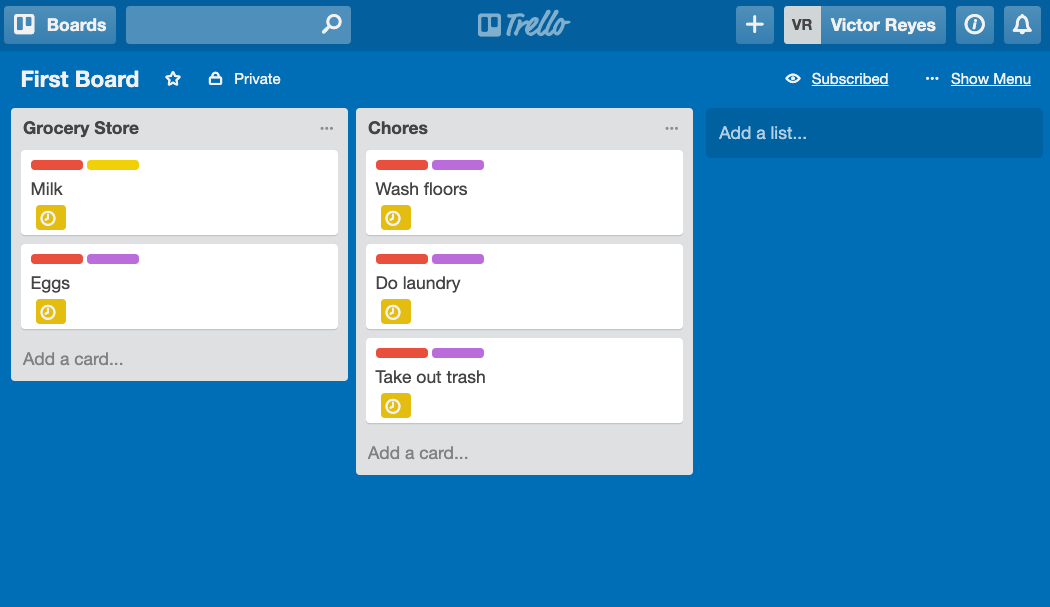 Boards
Trello
VR Victor Reyes
First Board
Private
Subscribed
Show Menu
Grocery Store
Milk
Eggs
Add a card...
Chores
Wash floors
Do laundry
Take out trash
Add a card...
Add a list...